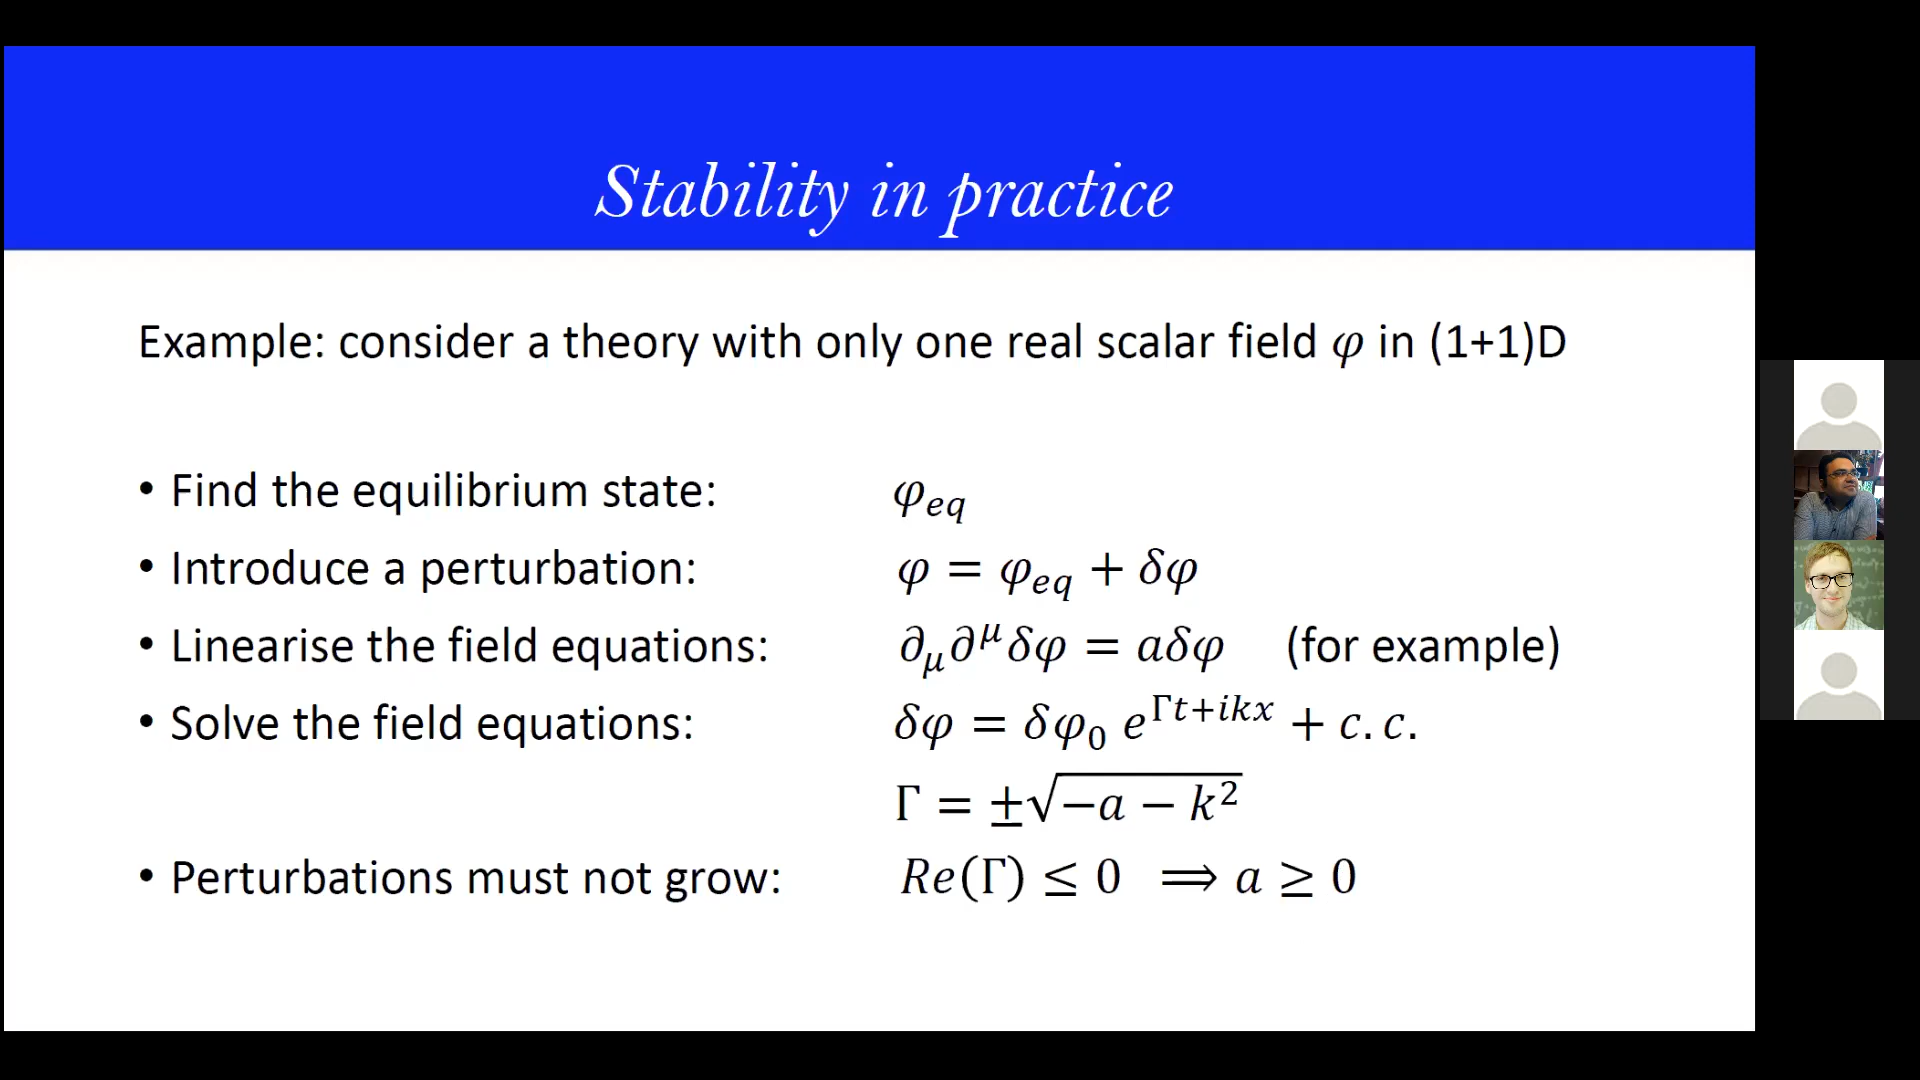 Stability in practice
Example: consider a theory with only one real scalar field φ in (1+1)D
• Find the equilibrium state: φ_eq
• Introduce a perturbation: φ = φ_eq + δφ
• Linearise the field equations: ∂_μ∂^μδφ = aδφ (for example)
• Solve the field equations: δφ = δφ_0 e^{Γt+ikx} + c.c.
Γ = ±√(−a − k²)
• Perturbations must not grow: Re(Γ) ≤ 0 ⟹ a ≥ 0